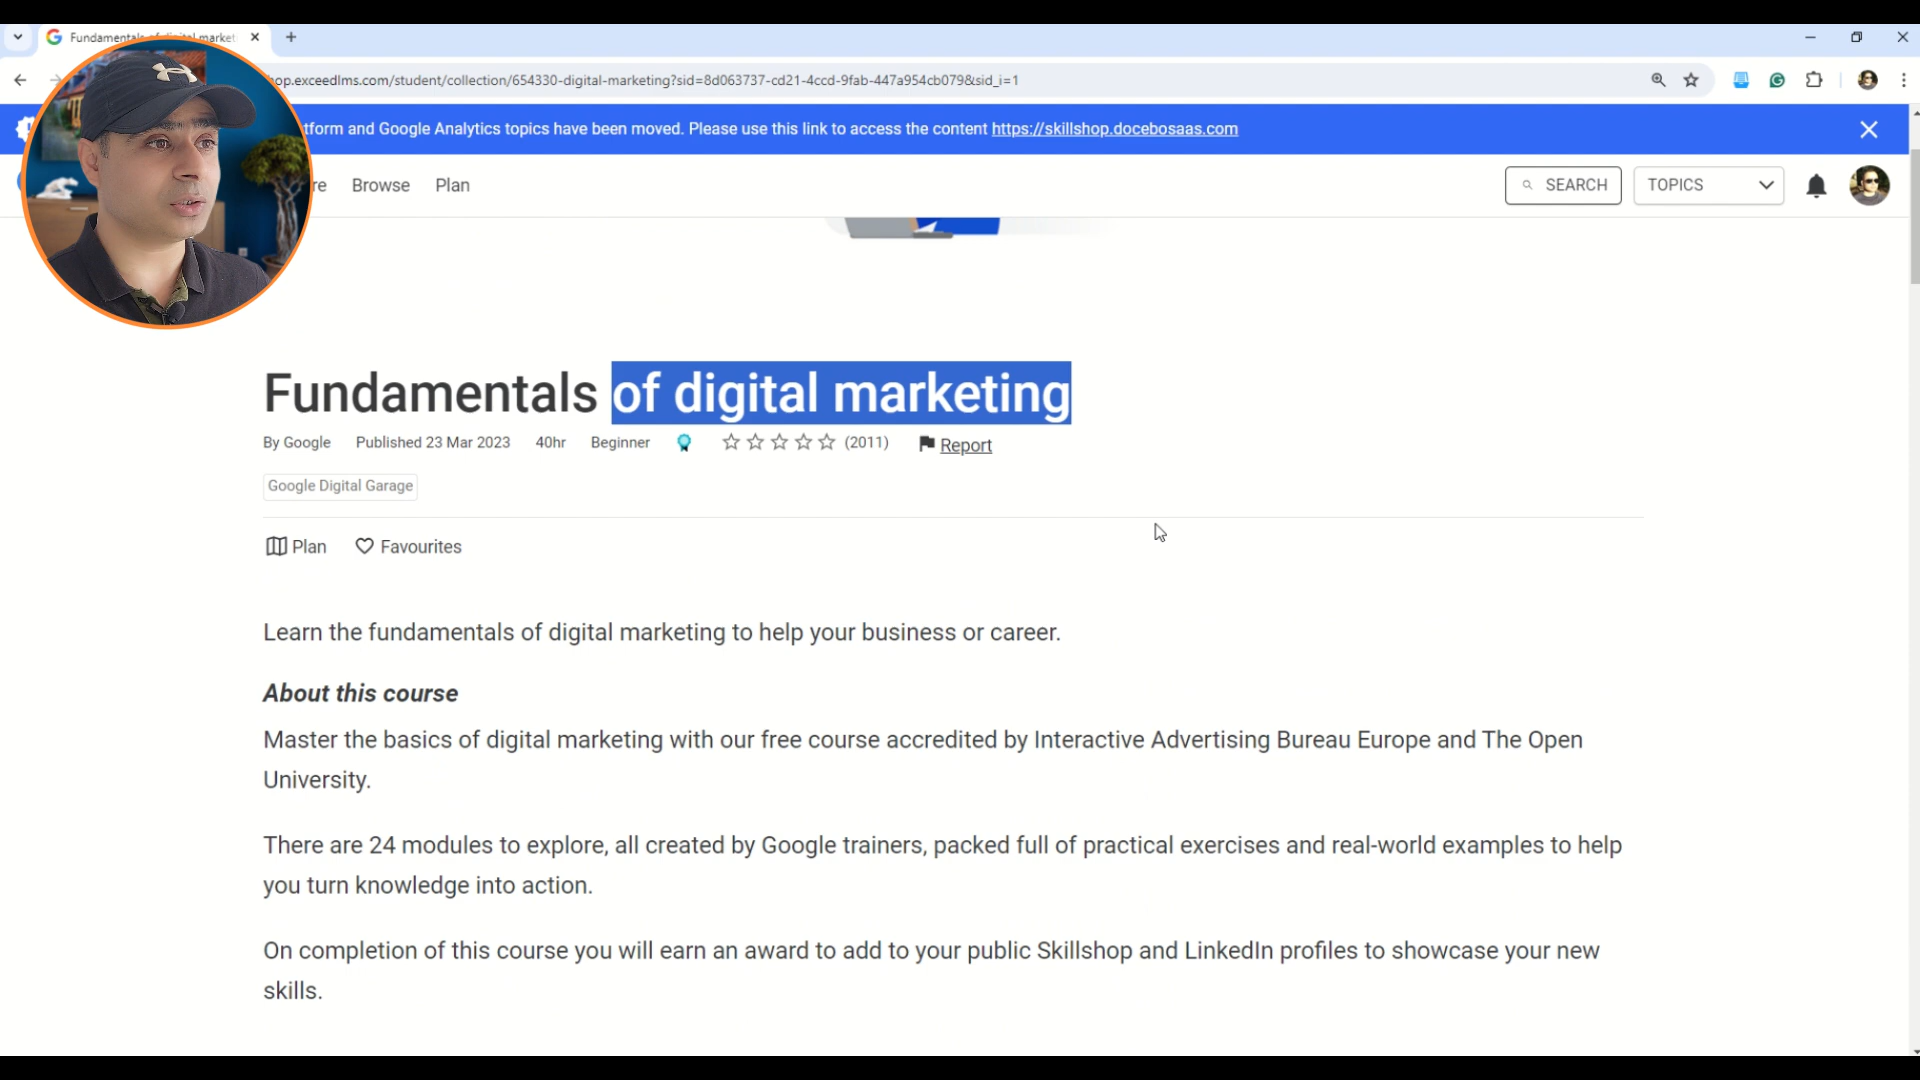 Fundamentals of digital market
hop.exceedlms.com/student/collection/654330-digital-marketing?sid=8d063737-cd21-4ccd-9fab-447a954cb079&sid_i=1
tform and Google Analytics topics have been moved. Please use this link to access the content https://skillshop.docebosaas.com
re Browse Plan SEARCH TOPICS
Fundamentals of digital marketing
By Google Published 23 Mar 2023 40hr Beginner (2011) Report
Google Digital Garage
Plan Favourites
Learn the fundamentals of digital marketing to help your business or career.
About this course
Master the basics of digital marketing with our free course accredited by Interactive Advertising Bureau Europe and The Open
University.
There are 24 modules to explore, all created by Google trainers, packed full of practical exercises and real-world examples to help
you turn knowledge into action.
On completion of this course you will earn an award to add to your public Skillshop and LinkedIn profiles to showcase your new
skills.